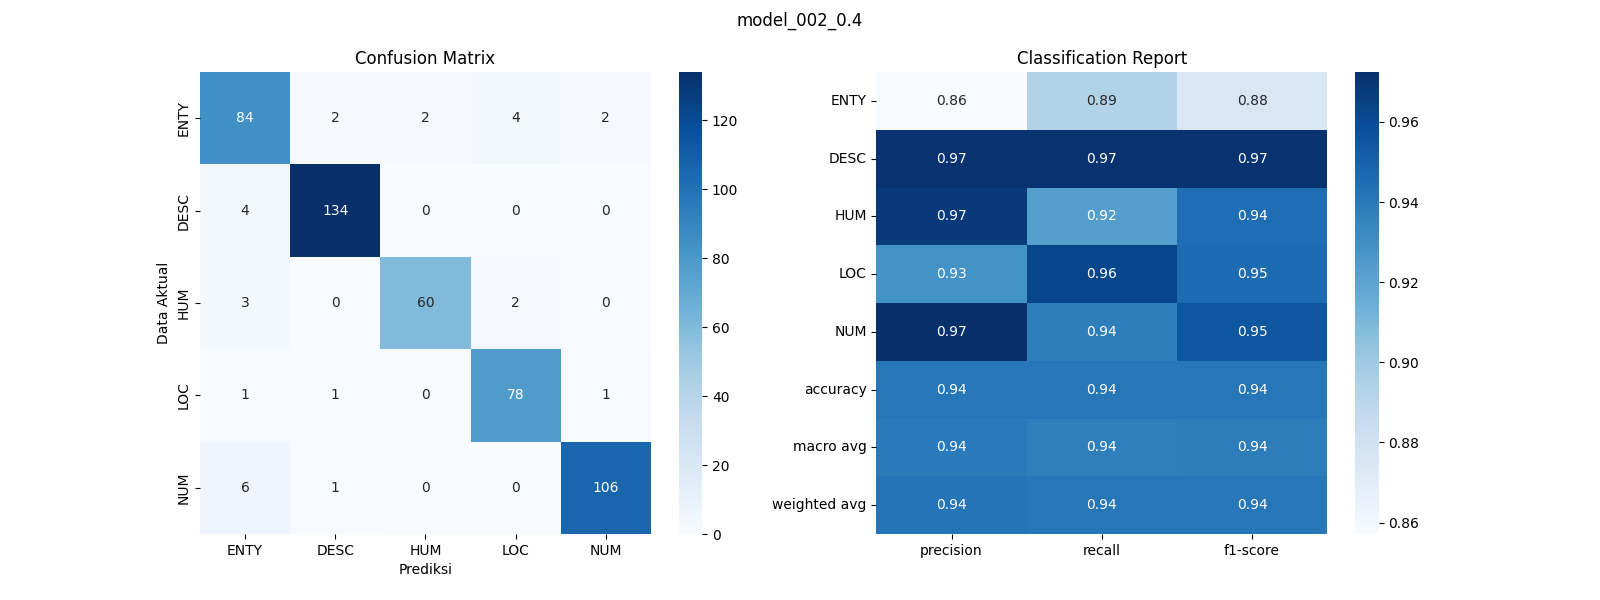 model_002_0.4
Confusion Matrix
Data Aktual
ENTY 84 2 2 4 2
DESC 4 134 0 0 0
HUM 3 0 60 2 0
LOC 1 1 0 78 1
NUM 6 1 0 0 106
ENTY DESC HUM LOC NUM
Prediksi
120
100
80
60
40
20
0
Classification Report
ENTY 0.86 0.89 0.88
DESC 0.97 0.97 0.97
HUM 0.97 0.92 0.94
LOC 0.93 0.96 0.95
NUM 0.97 0.94 0.95
accuracy 0.94 0.94 0.94
macro avg 0.94 0.94 0.94
weighted avg 0.94 0.94 0.94
precision recall f1-score
0.96
0.94
0.92
0.90
0.88
0.86